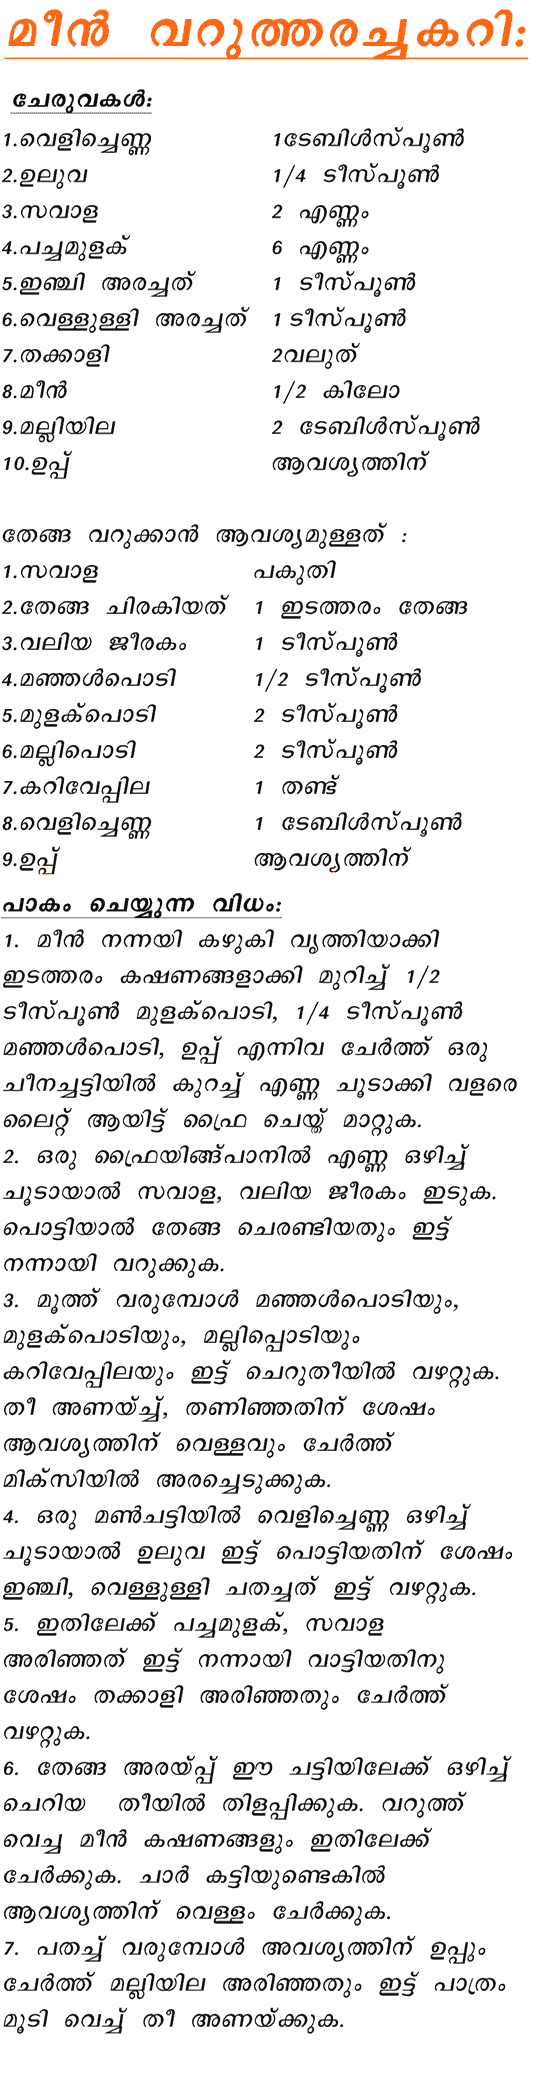 മീൻ വറുത്തരച്ചകറി:
ചേരുവകൾ:
1.വെളിച്ചെണ്ണ 1ടേബിൾസ്പൂൺ
2.ഉലുവ 1/4 ടീസ്പൂൺ
3.സവാള 2 എണ്ണം
4.പച്ചമുളക് 6 എണ്ണം
5.ഇഞ്ചി അരച്ചത് 1 ടീസ്പൂൺ
6.വെള്ളുള്ളി അരച്ചത് 1 ടീസ്പൂൺ
7.തക്കാളി 2വലുത്
8.മീൻ 1/2 കിലോ
9.മല്ലിയില 2 ടേബിൾസ്പൂൺ
10.ഉപ്പ് ആവശ്യത്തിന്
തേങ്ങ വറുക്കാൻ ആവശ്യമുള്ളത് :
1.സവാള പകുതി
2.തേങ്ങ ചിരകിയത് 1 ഇടത്തരം തേങ്ങ
3.വലിയ ജീരകം 1 ടീസ്പൂൺ
4.മഞ്ഞൾപൊടി 1/2 ടീസ്പൂൺ
5.മുളക്പൊടി 2 ടീസ്പൂൺ
6.മല്ലിപൊടി 2 ടീസ്പൂൺ
7.കറിവേപ്പില 1 തണ്ട്
8.വെളിച്ചെണ്ണ 1 ടേബിൾസ്പൂൺ
9.ഉപ്പ് ആവശ്യത്തിന്
പാകം ചെയ്യുന്ന വിധം:
1. മീൻ നന്നയി കഴുകി വൃത്തിയാക്കി
ഇടത്തരം കഷണങ്ങളാക്കി മുറിച്ച് 1/2
ടീസ്പൂൺ മുളക്പൊടി, 1/4 ടീസ്പൂൺ
മഞ്ഞൾപൊടി, ഉപ്പ് എന്നിവ ചേർത്ത് ഒരു
ചീനച്ചട്ടിയിൽ കുറച്ച് എണ്ണ ചൂടാക്കി വളരെ
ലൈറ്റ് ആയിട്ട് ഫ്രൈ ചെയ്ത് മാറ്റുക.
2. ഒരു ഫ്രൈയിങ്ങ്പാനിൽ എണ്ണ ഒഴിച്ച്
ചൂടായാൽ സവാള, വലിയ ജീരകം ഇടുക.
പൊട്ടിയാൽ തേങ്ങ ചെരണ്ടിയതും ഇട്ട്
നന്നായി വറുക്കുക.
3. മൂത്ത് വരുമ്പോൾ മഞ്ഞൾപൊടിയും,
മുളക്പൊടിയും, മല്ലിപ്പൊടിയും
കറിവേപ്പിലയും ഇട്ട് ചെറുതീയിൽ വഴറ്റുക.
തീ അണയ്ച്ച്, തണിഞ്ഞതിന് ശേഷം
ആവശ്യത്തിന് വെള്ളവും ചേർത്ത്
മിക്സിയിൽ അരച്ചെടുക്കുക.
4. ഒരു മൺചട്ടിയിൽ വെളിച്ചെണ്ണ ഒഴിച്ച്
ചൂടായാൽ ഉലുവ ഇട്ട് പൊട്ടിയതിന് ശേഷം
ഇഞ്ചി, വെള്ളുള്ളി ചതച്ചത് ഇട്ട് വഴറ്റുക.
5. ഇതിലേക്ക് പച്ചമുളക്, സവാള
അരിഞ്ഞത് ഇട്ട് നന്നായി വാട്ടിയതിനു
ശേഷം തക്കാളി അരിഞ്ഞതും ചേർത്ത്
വഴറ്റുക.
6. തേങ്ങ അരയ്പ്പ് ഈ ചട്ടിയിലേക്ക് ഒഴിച്ച്
ചെറിയ തീയിൽ തിളപ്പിക്കുക. വറുത്ത്
വെച്ച മീൻ കഷണങ്ങളും ഇതിലേക്ക്
ചേർക്കുക. ചാർ കട്ടിയുണ്ടെകിൽ
ആവശ്യത്തിന് വെള്ളം ചേർക്കുക.
7. പതച്ച് വരുമ്പോൾ അവശ്യത്തിന് ഉപ്പും
ചേർത്ത് മല്ലിയില അരിഞ്ഞതും ഇട്ട് പാത്രം
മൂടി വെച്ച് തീ അണയ്ക്കുക.